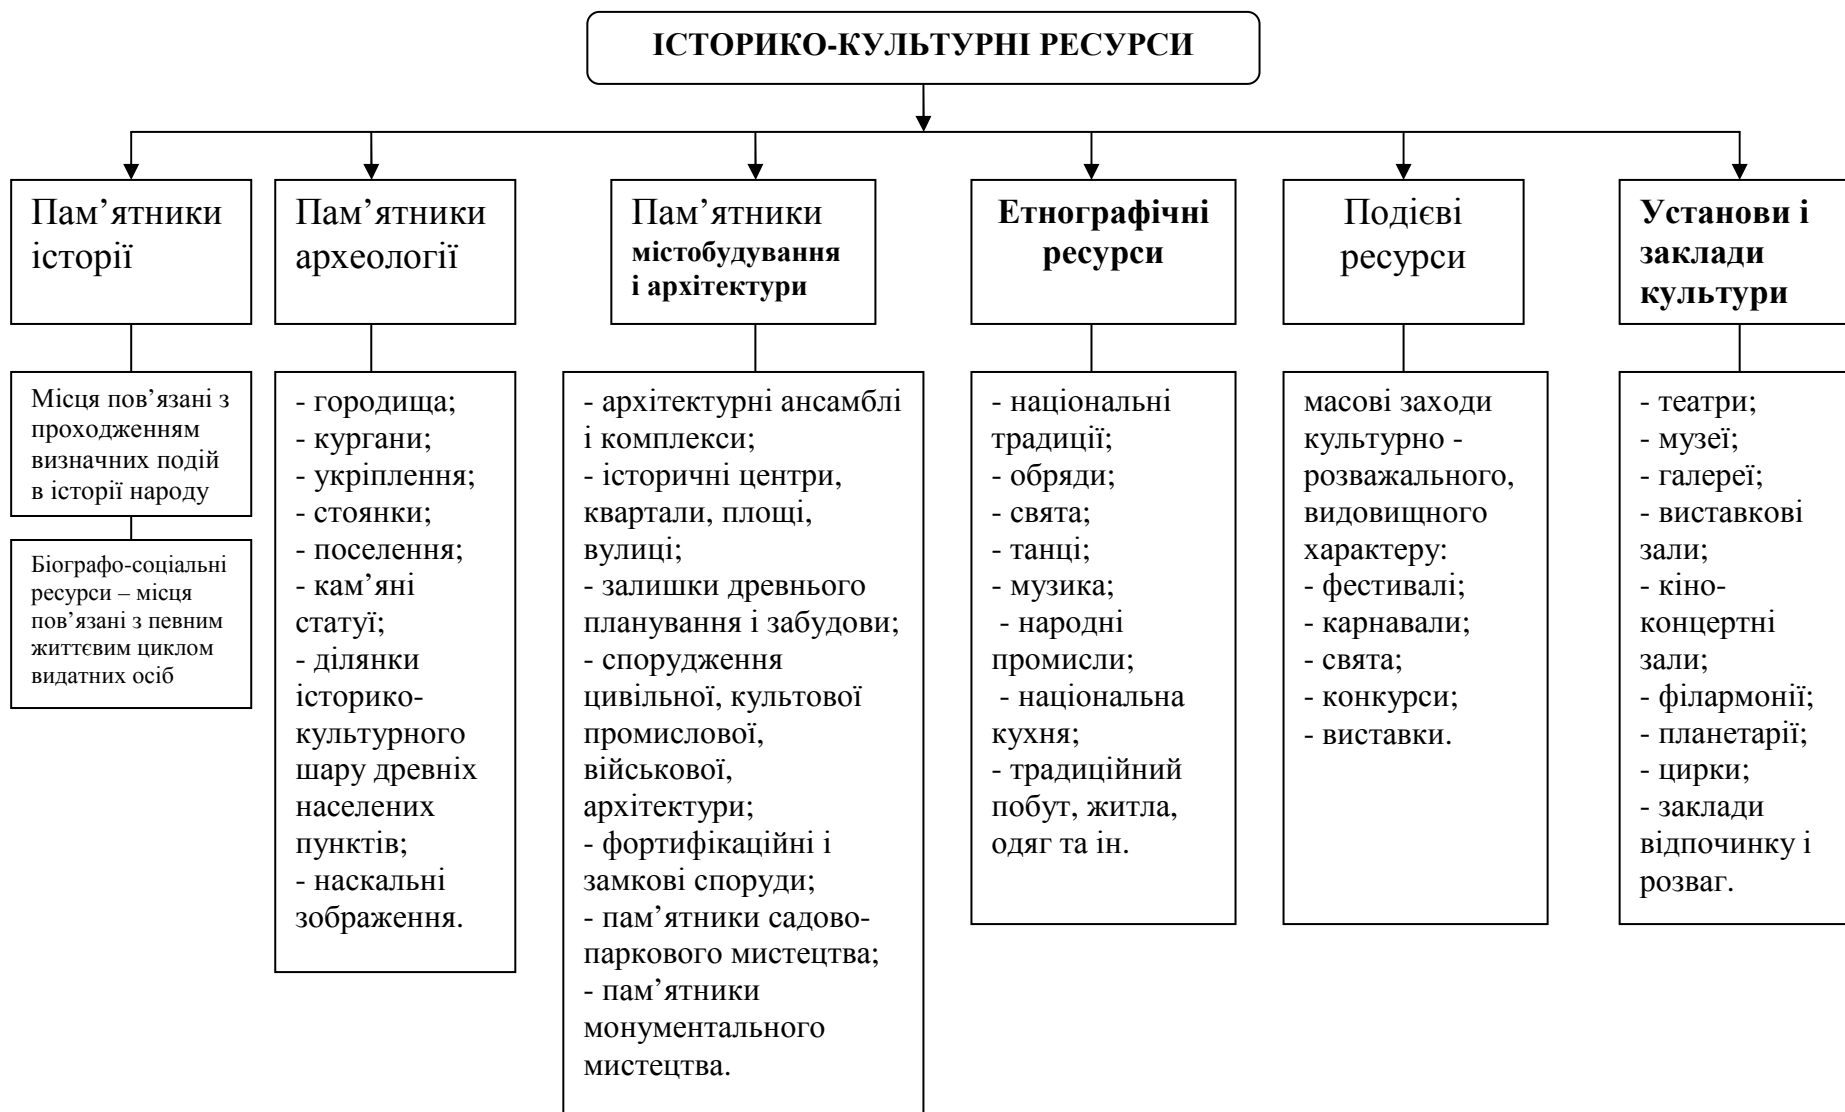 ІСТОРИКО-КУЛЬТУРНІ РЕСУРСИ
Пам’ятники
історії
Місця пов’язані з
проходженням
визначних подій
в історії народу
Біографо-соціальні
ресурси – місця
пов’язані з певним
життєвим циклом
видатних осіб
Пам’ятники
археології
- городища;
- кургани;
- укріплення;
- стоянки;
- поселення;
- кам’яні
статуї;
- ділянки
історико-
культурного
шару древніх
населених
пунктів;
- наскальні
зображення.
Пам’ятники
містобудування
і архітектури
- архітектурні ансамблі
і комплекси;
- історичні центри,
квартали, площі,
вулиці;
- залишки древнього
планування і забудови;
- спорудження
цивільної, культової
промислової,
військової,
архітектури;
- фортифікаційні і
замкові споруди;
- пам’ятники садово-
паркового мистецтва;
- пам’ятники
монументального
мистецтва.
Етнографічні
ресурси
- національні
традиції;
- обряди;
- свята;
- танці;
- музика;
- народні
промисли;
- національна
кухня;
- традиційний
побут, житла,
одяг та ін.
Подієві
ресурси
масові заходи
культурно -
розважального,
видовищного
характеру:
- фестивалі;
- карнавали;
- свята;
- конкурси;
- виставки.
Установи і
заклади
культури
- театри;
- музеї;
- галереї;
- виставкові
зали;
- кіно-
концертні
зали;
- філармонії;
- планетарії;
- цирки;
- заклади
відпочинку і
розваг.